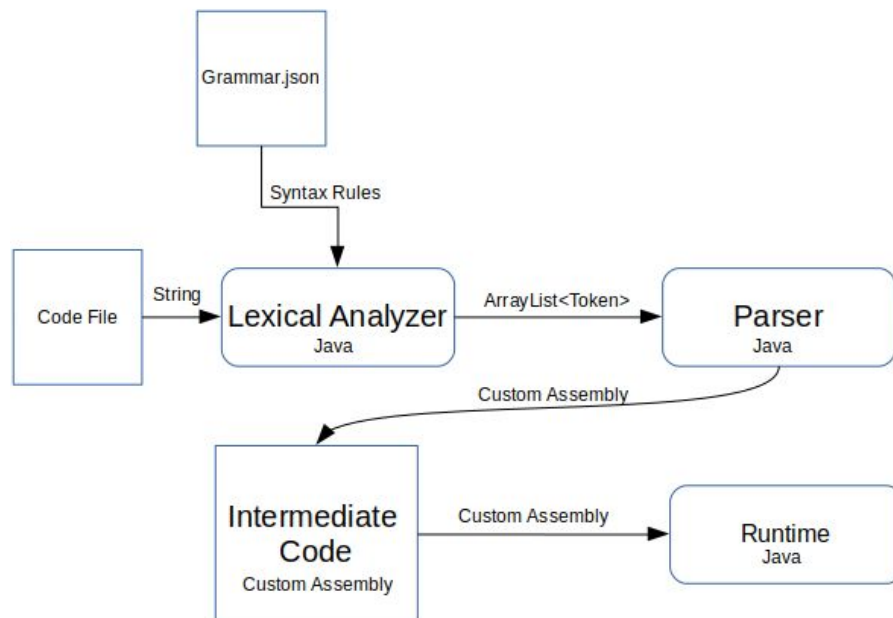 Grammar.json
Syntax Rules
Code File
String
Lexical Analyzer
Java
ArrayList<Token>
Parser
Java
Custom Assembly
Intermediate
Code
Custom Assembly
Custom Assembly
Runtime
Java